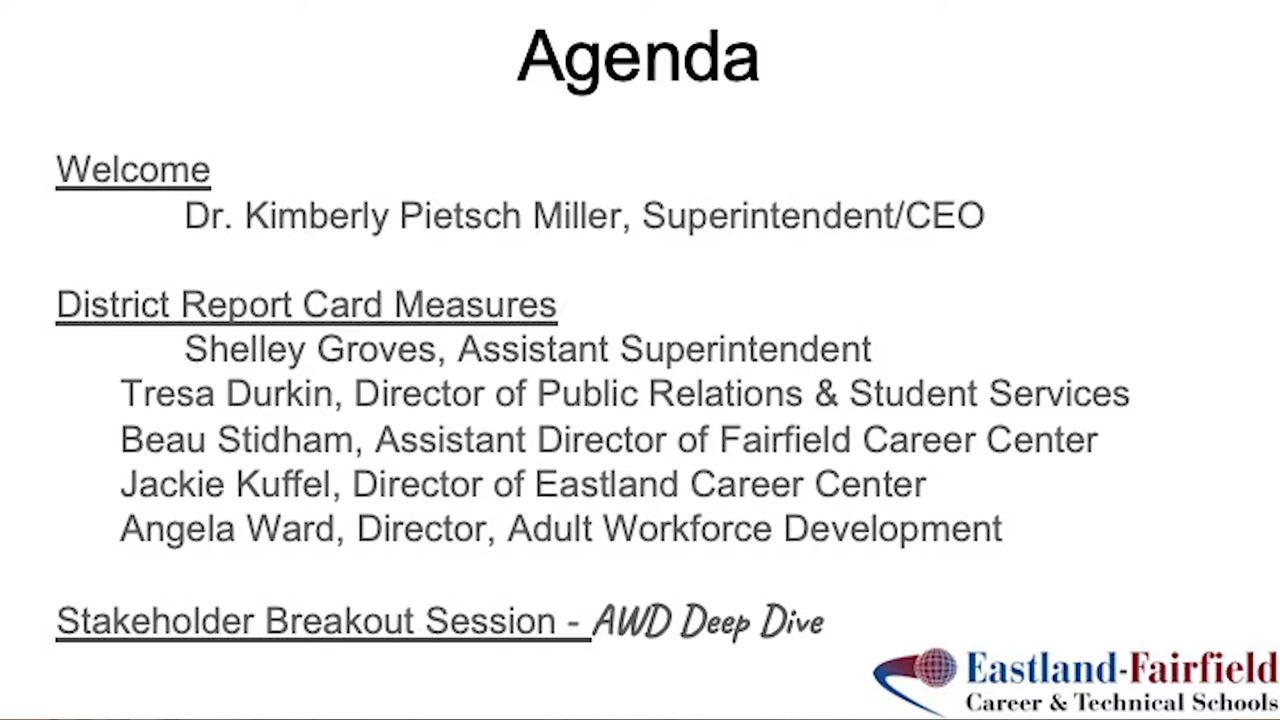 Agenda
Welcome
Dr. Kimberly Pietsch Miller, Superintendent/CEO
District Report Card Measures
Shelley Groves, Assistant Superintendent
Tresa Durkin, Director of Public Relations & Student Services
Beau Stidham, Assistant Director of Fairfield Career Center
Jackie Kuffel, Director of Eastland Career Center
Angela Ward, Director, Adult Workforce Development
Stakeholder Breakout Session - AWD Deep Dive
Eastland-Fairfield
Career & Technical Schools